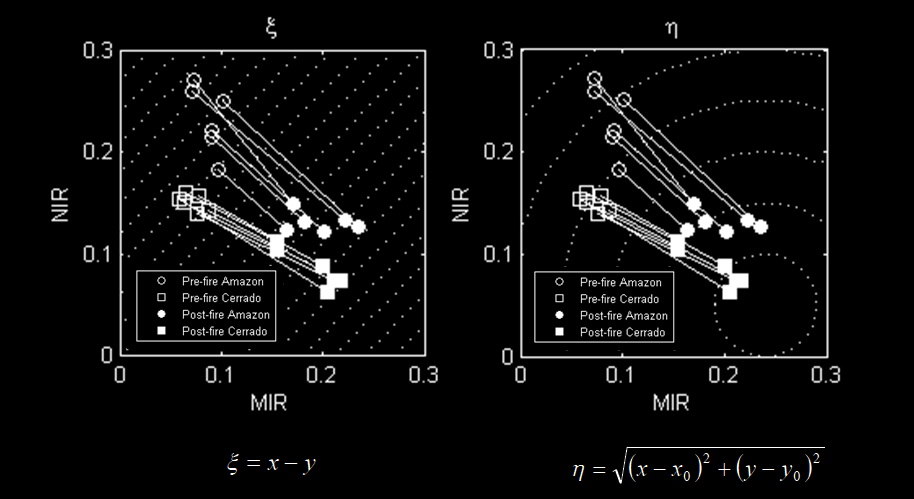 ξ
0.3
0.2
0.1
0
0 0.1 0.2 0.3
NIR
MIR
Pre-fire Amazon
Pre-fire Cerrado
Post-fire Amazon
Post-fire Cerrado
ξ = x − y
η
0.3
0.2
0.1
0
0 0.1 0.2 0.3
NIR
MIR
Pre-fire Amazon
Pre-fire Cerrado
Post-fire Amazon
Post-fire Cerrado
η = √(x − x₀)² + (y − y₀)²